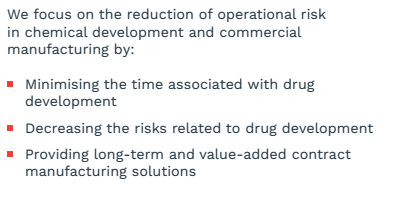 We focus on the reduction of operational risk
in chemical development and commercial
manufacturing by:
Minimising the time associated with drug
development
Decreasing the risks related to drug development
Providing long-term and value-added contract
manufacturing solutions